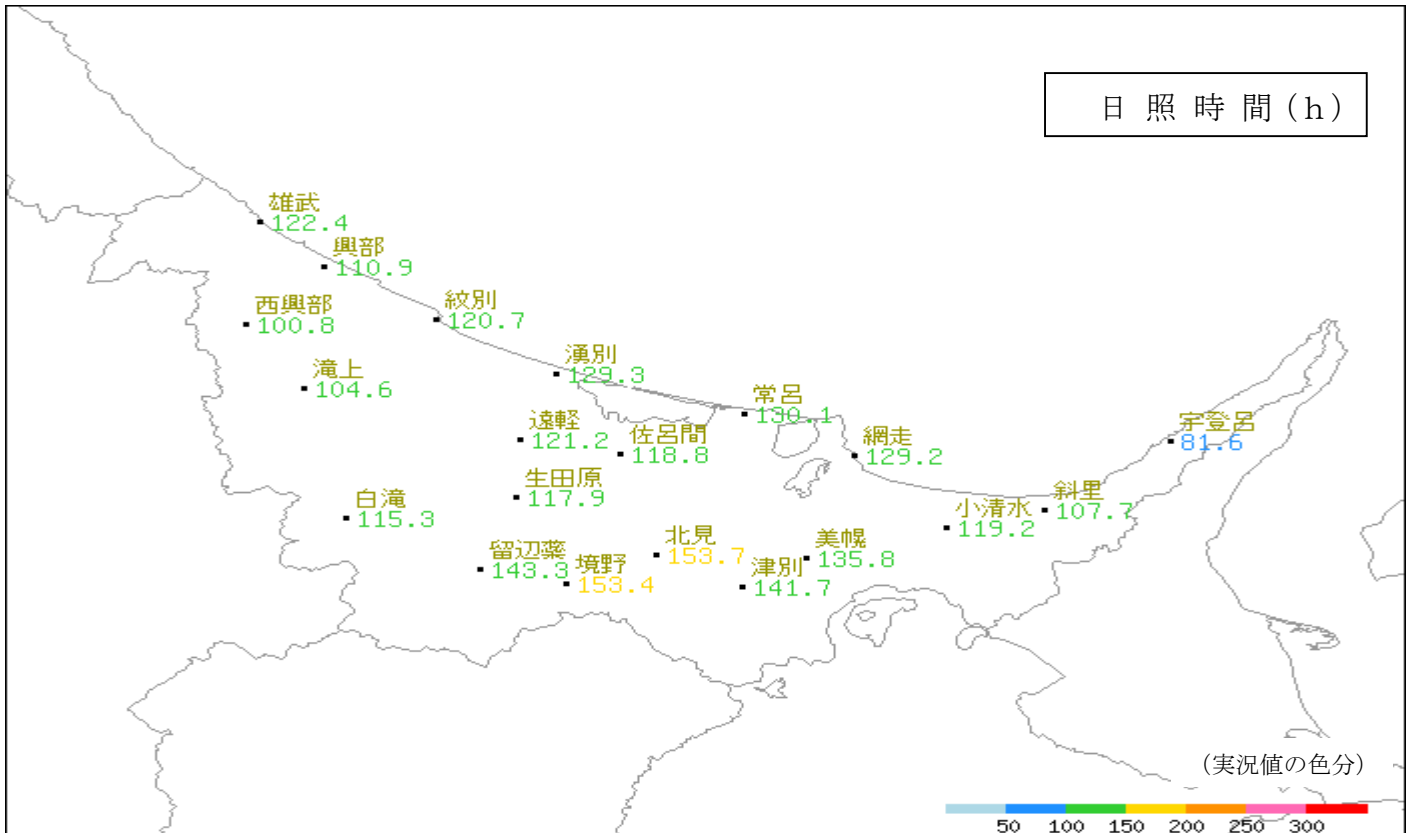 日照時間(h)
雄武
122.4
興部
110.9
西興部
100.8
紋別
120.7
滝上
104.6
湧別
129.3
常呂
130.1
遠軽
121.2
佐呂間
118.8
網走
129.2
宇登呂
81.6
生田原
117.9
白滝
115.3
斜里
107.7
小清水
119.2
北見
153.7
美幌
135.8
留辺蘂
143.3
境野
153.4
津別
141.7
(実況値の色分)
50 100 150 200 250 300